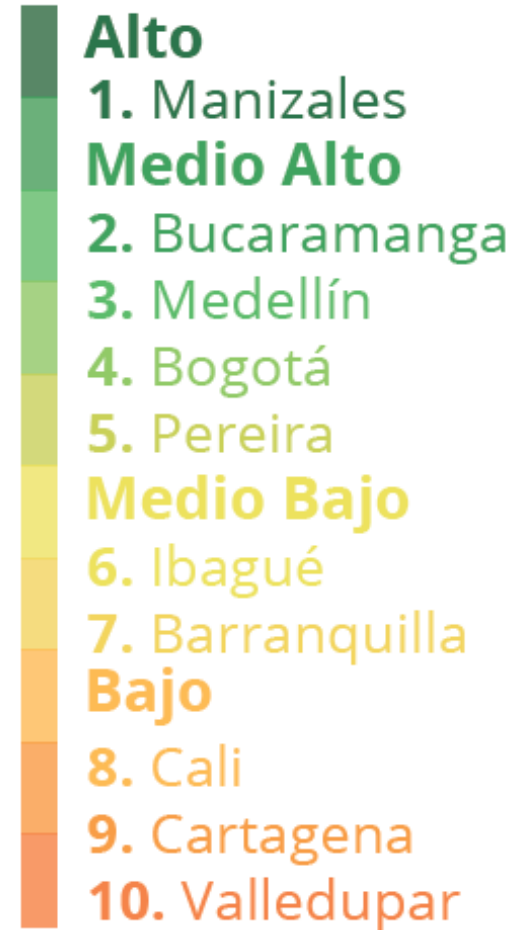 Alto
1. Manizales
Medio Alto
2. Bucaramanga
3. Medellín
4. Bogotá
5. Pereira
Medio Bajo
6. Ibagué
7. Barranquilla
Bajo
8. Cali
9. Cartagena
10. Valledupar